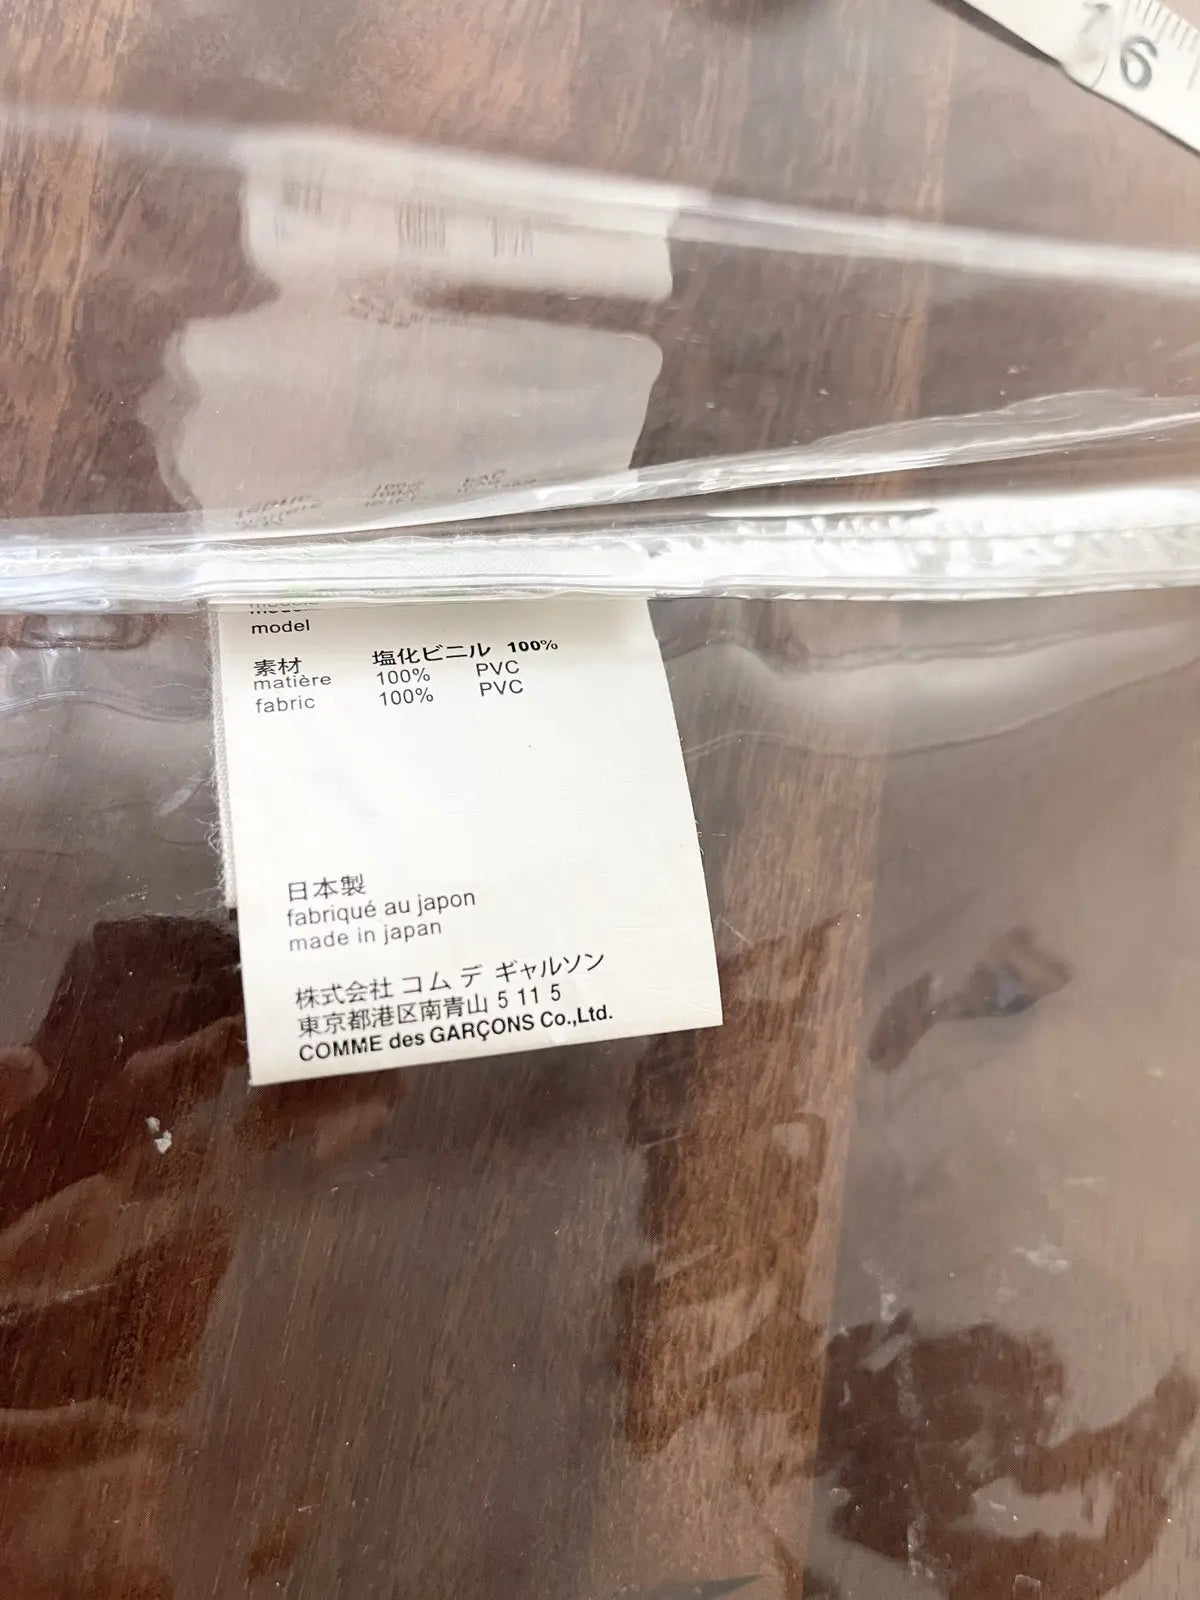 6
model
素材 塩化ビニル 100%
matière 100% PVC
fabric 100% PVC
日本製
fabriqué au japon
made in japan
株式会社 コム デ ギャルソン
東京都港区南青山 5 11 5
COMME des GARÇONS Co.,Ltd.